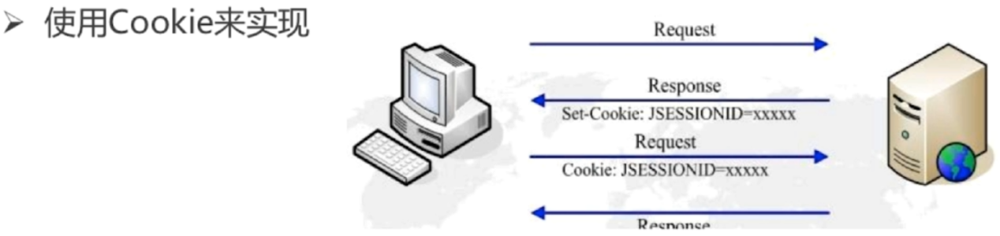 ➢ 使用Cookie来实现
Request
Response
Set-Cookie: JSESSIONID=xxxxx
Request
Cookie: JSESSIONID=xxxxx
Response